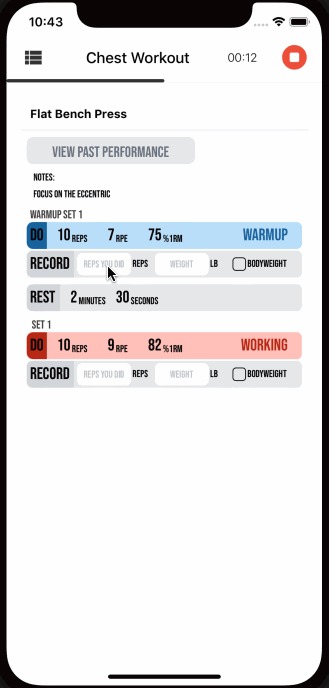 10:43
Chest Workout 00:12
Flat Bench Press
VIEW PAST PERFORMANCE
NOTES:
FOCUS ON THE ECCENTRIC
WARMUP SET 1
DO 10 REPS 7 RPE 75 %1RM WARMUP
RECORD REPS YOU DID REPS WEIGHT LB BODYWEIGHT
REST 2 MINUTES 30 SECONDS
SET 1
DO 10 REPS 9 RPE 82 %1RM WORKING
RECORD REPS YOU DID REPS WEIGHT LB BODYWEIGHT